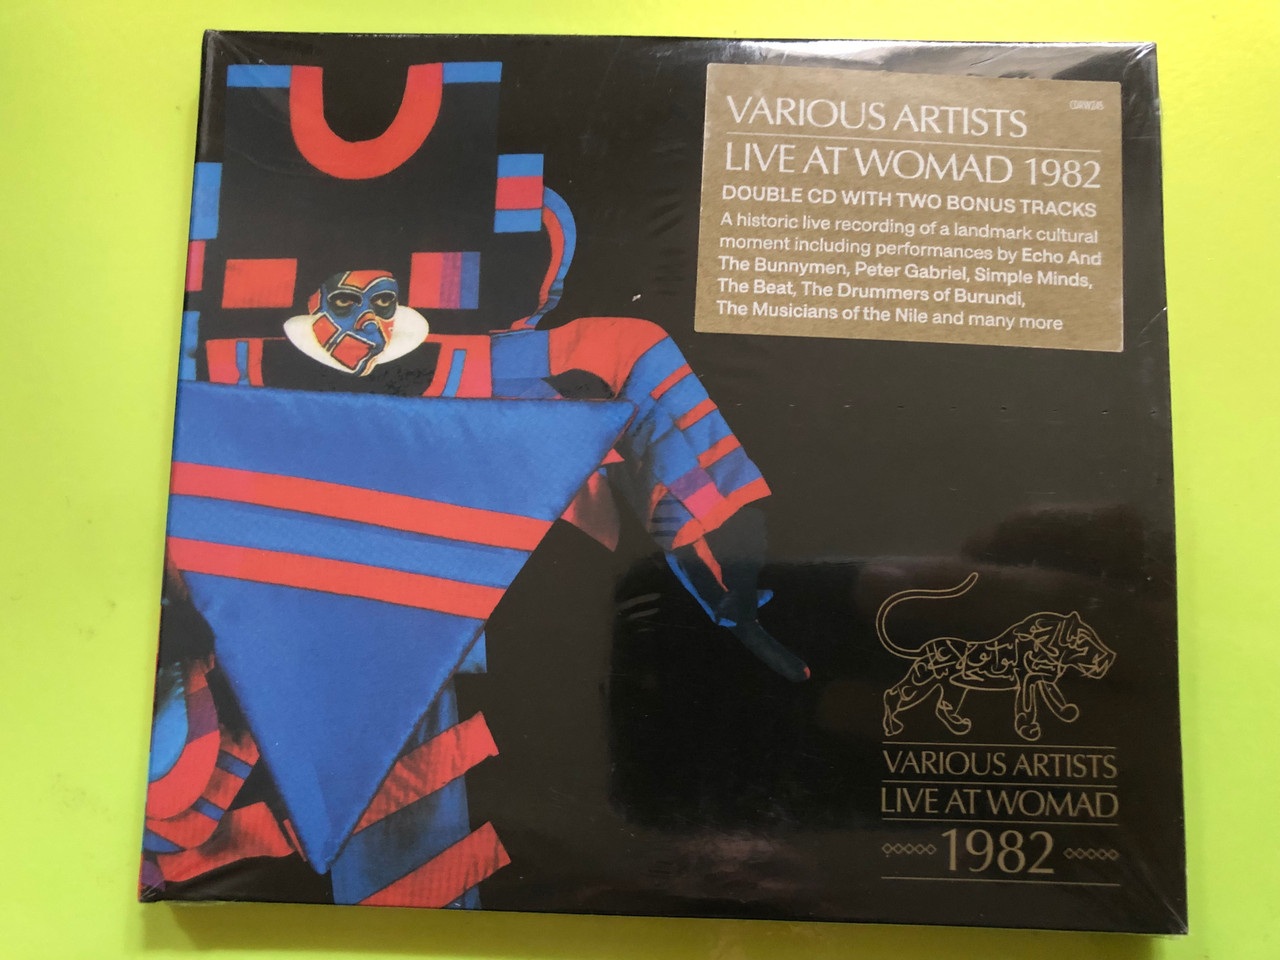 VARIOUS ARTISTS
LIVE AT WOMAD 1982
DOUBLE CD WITH TWO BONUS TRACKS
A historic live recording of a landmark cultural
moment including performances by Echo And
The Bunnymen, Peter Gabriel, Simple Minds,
The Beat, The Drummers of Burundi,
The Musicians of the Nile and many more
VARIOUS ARTISTS
LIVE AT WOMAD
1982